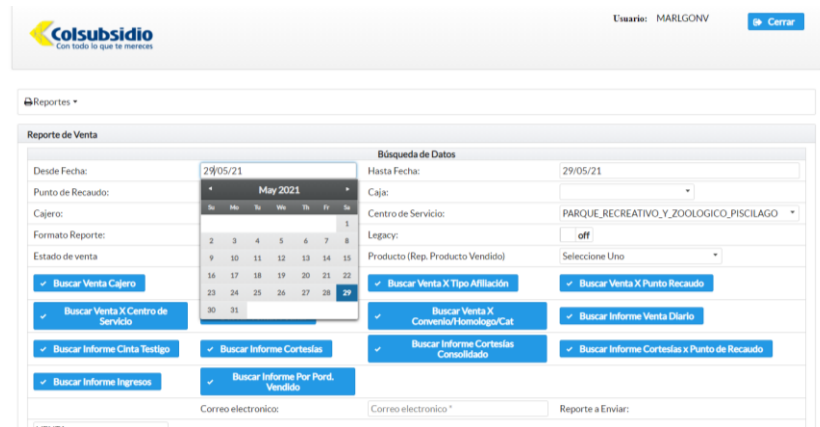 Colsubsidio
Con todo lo que te mereces
Usuario: MARLGONV
Cerrar
Reportes
Reporte de Venta
Búsqueda de Datos
Desde Fecha: 29/05/21 Hasta Fecha: 29/05/21
Punto de Recaudo: Caja:
Cajero: Centro de Servicio: PARQUE_RECREATIVO_Y_ZOOLOGICO_PISCILAGO
Formato Reporte: Legacy: off
Estado de venta Producto (Rep. Producto Vendido) Seleccione Uno
May 2021
Su Mo Tu We Th Fr Sa
1
2 3 4 5 6 7 8
9 10 11 12 13 14 15
16 17 18 19 20 21 22
23 24 25 26 27 28 29
30 31
Buscar Venta Cajero Buscar Venta X Tipo Afiliación Buscar Venta X Punto Recaudo
Buscar Venta X Centro de
Servicio
Buscar Venta X
Convenio/Homologo/Cat
Buscar Informe Venta Diario
Buscar Informe Cinta Testigo Buscar Informe Cortesías
Buscar Informe Cortesías
Consolidado
Buscar Informe Cortesías x Punto de Recaudo
Buscar Informe Ingresos
Buscar Informe Por Pord.
Vendido
Correo electronico: Correo electronico * Reporte a Enviar: